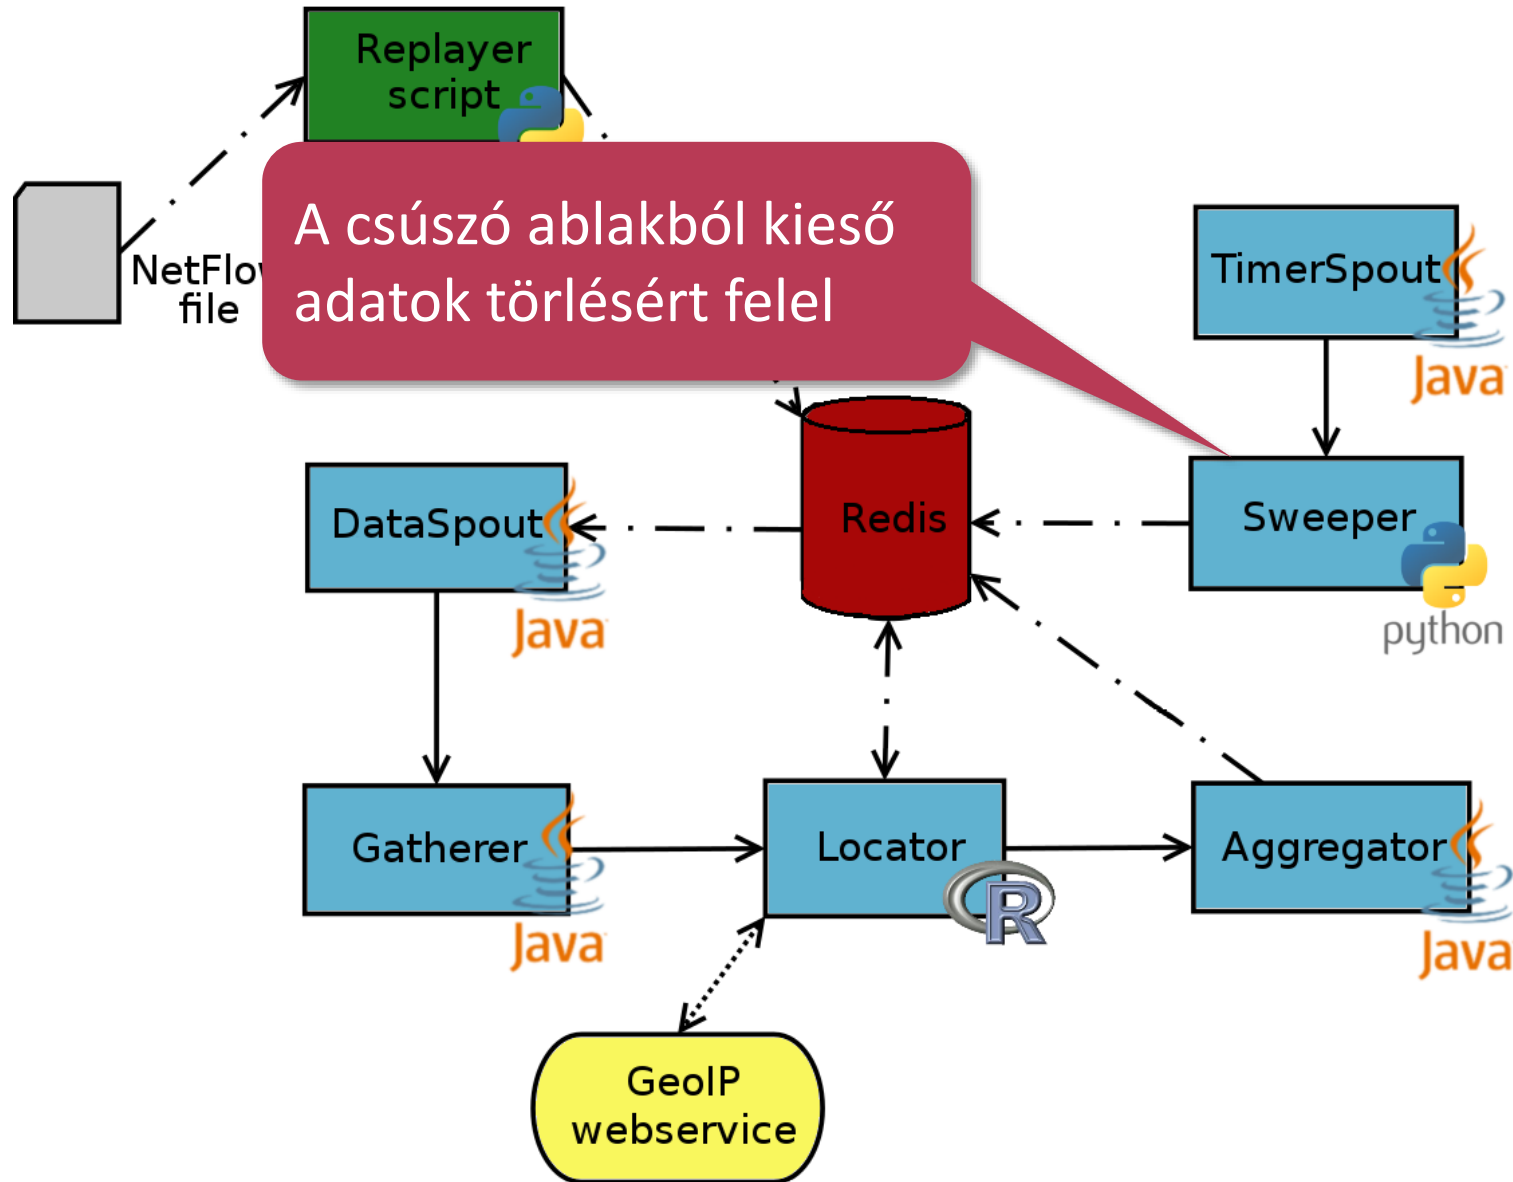 Replayer
script
A csúszó ablakból kieső
adatok törlésért felel
file
TimerSpout
Java
DataSpout
Java
Redis
Sweeper
python
Gatherer
Java
Locator
R
Aggregator
Java
GeoIP
webservice